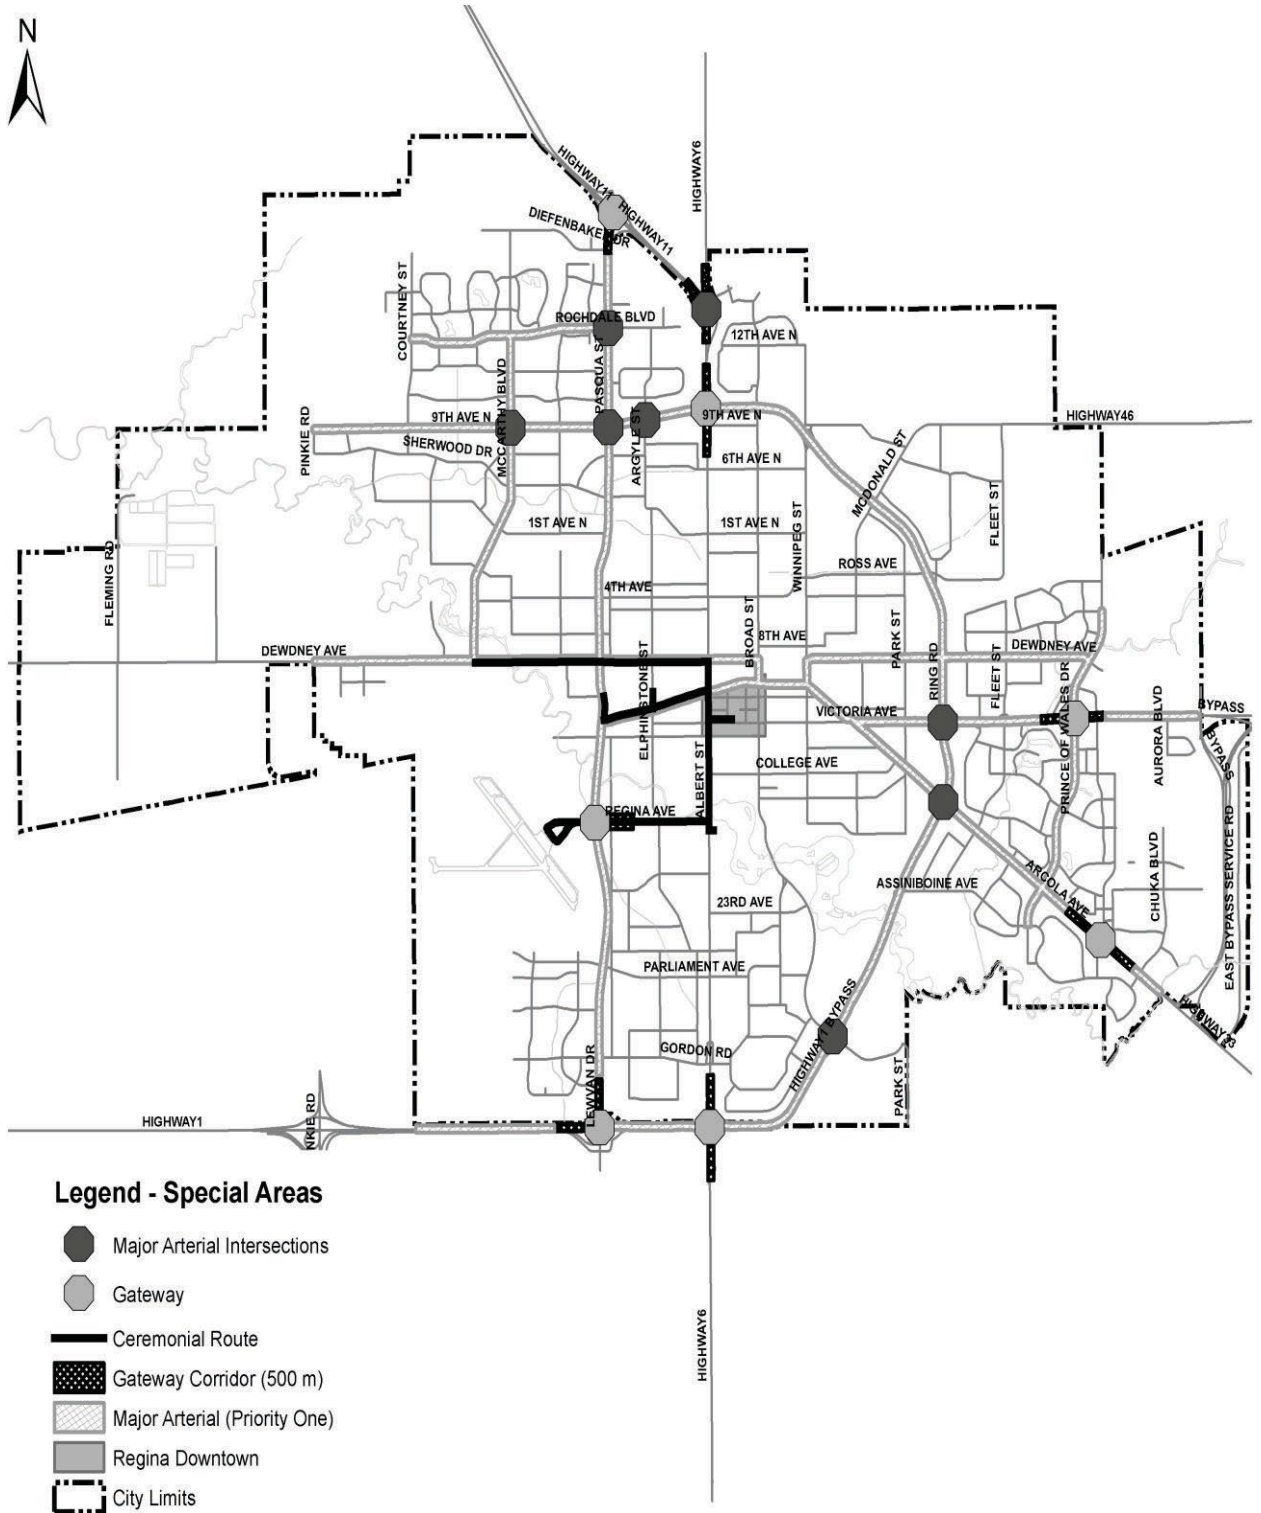 N
HIGHWAY11
HIGHWAY11
HIGHWAY6
DIEFENBAKER DR
COURTNEY ST
ROCHDALE BLVD
12TH AVE N
PASQUA ST
MCCARTHY BLVD
PINKIE RD
9TH AVE N
9TH AVE N
HIGHWAY46
SHERWOOD DR
ARGYLE ST
6TH AVE N
MCDONALD ST
FLEET ST
1ST AVE N
1ST AVE N
WINNIPEG ST
FLEMING RD
ROSS AVE
4TH AVE
BROAD ST
8TH AVE
PARK ST
DEWDNEY AVE
DEWDNEY AVE
ELPHINSTONE ST
RING RD
FLEET ST
PRINCE OF WALES DR
VICTORIA AVE
AURORA BLVD
BYPASS
BYPASS
COLLEGE AVE
ALBERT ST
REGINA AVE
ASSINIBOINE AVE
ARCOLA AVE
CHUKA BLVD
EAST BYPASS SERVICE RD
23RD AVE
PARLIAMENT AVE
HIGHWAY1 BYPASS
HIGHWAY33
GORDON RD
LEWVAN DR
PARK ST
HIGHWAY1
NKIE RD
HIGHWAY6
Legend - Special Areas
Major Arterial Intersections
Gateway
Ceremonial Route
Gateway Corridor (500 m)
Major Arterial (Priority One)
Regina Downtown
City Limits